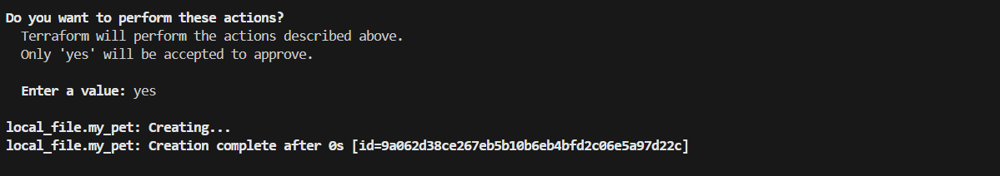 Do you want to perform these actions?
Terraform will perform the actions described above.
Only 'yes' will be accepted to approve.
Enter a value: yes
local_file.my_pet: Creating...
local_file.my_pet: Creation complete after 0s [id=9a062d38ce267eb5b10b6eb4bfd2c06e5a97d22c]